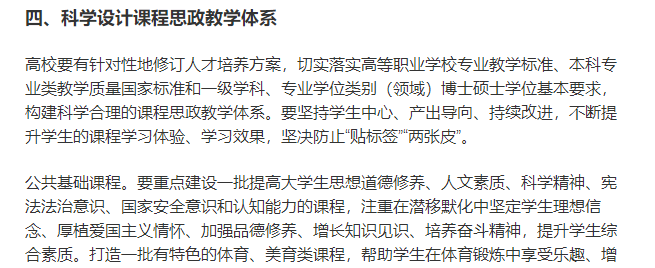 四、科学设计课程思政教学体系
高校要有针对性地修订人才培养方案，切实落实高等职业学校专业教学标准、本科专
业类教学质量国家标准和一级学科、专业学位类别（领域）博士硕士学位基本要求，
构建科学合理的课程思政教学体系。要坚持学生中心、产出导向、持续改进，不断提
升学生的课程学习体验、学习效果，坚决防止“贴标签”“两张皮”。
公共基础课程。要重点建设一批提高大学生思想道德修养、人文素质、科学精神、宪
法法治意识、国家安全意识和认知能力的课程，注重在潜移默化中坚定学生理想信
念、厚植爱国主义情怀、加强品德修养、增长知识见识、培养奋斗精神，提升学生综
合素质。打造一批有特色的体育、美育类课程，帮助学生在体育锻炼中享受乐趣、增